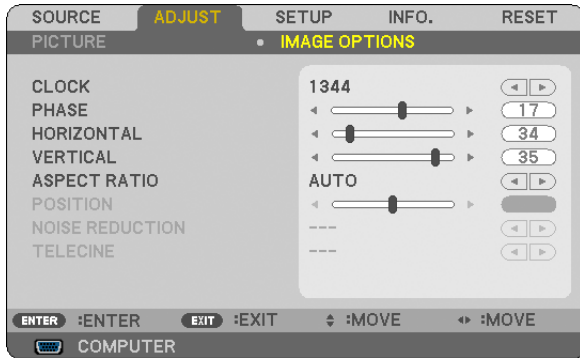 SOURCE ADJUST SETUP INFO. RESET
PICTURE • IMAGE OPTIONS
CLOCK 1344
PHASE 17
HORIZONTAL 34
VERTICAL 35
ASPECT RATIO AUTO
POSITION
NOISE REDUCTION ---
TELECINE ---
ENTER :ENTER EXIT :EXIT :MOVE :MOVE
COMPUTER